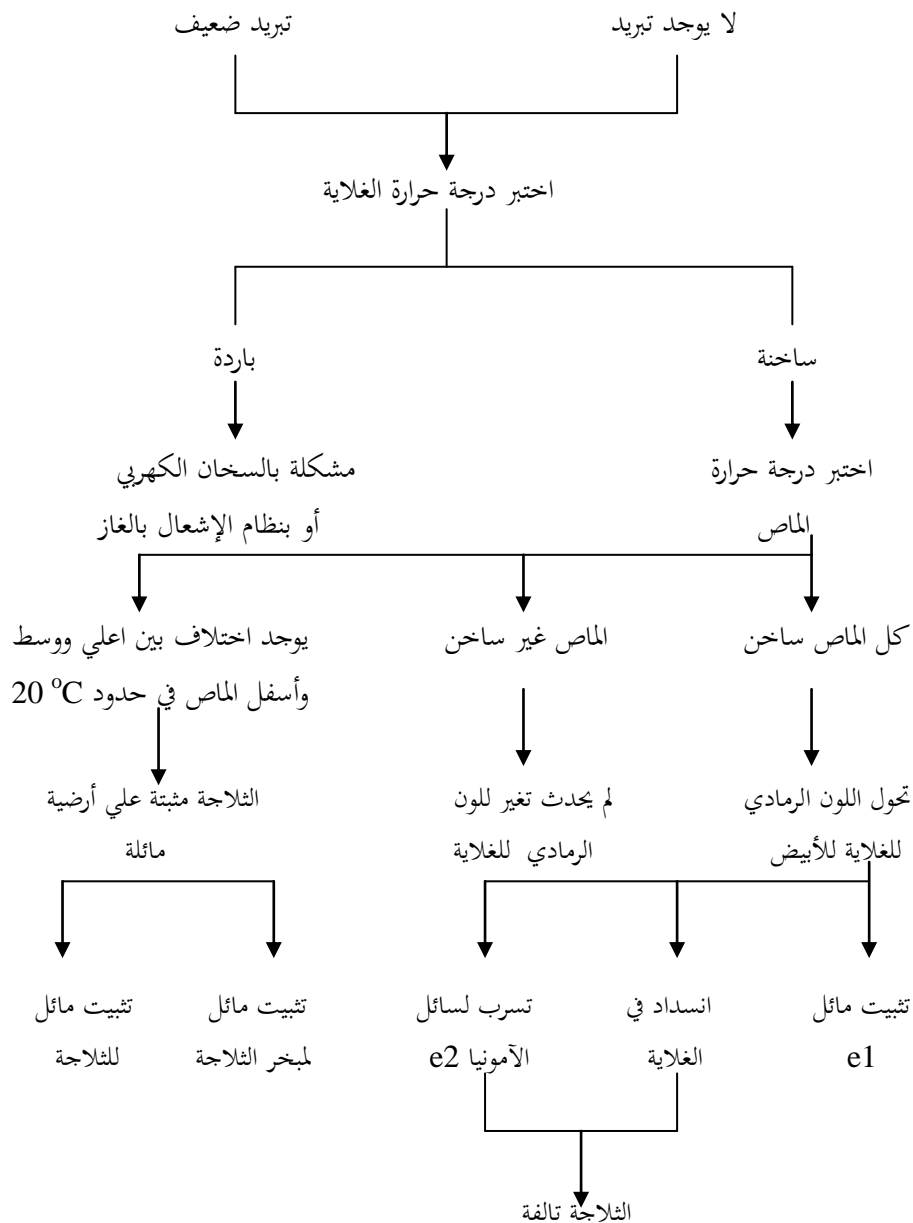 لا يوجد تبريد
تبريد ضعيف
اختبر درجة حرارة الغلاية
ساخنة
باردة
اختبر درجة حرارة
الماص
مشكلة بالسخان الكهربي
أو بنظام الإشعال بالغاز
كل الماص ساخن
الماص غير ساخن
يوجد اختلاف بين اعلي ووسط
وأسفل الماص في حدود 20 °C
تحول اللون الرمادي
للغلاية للأبيض
لم يحدث تغير للون
الرمادي للغلاية
الثلاجة مثبتة علي أرضية
مائلة
تثبيت مائل
e1
انسداد في
الغلاية
تسرب لسائل
الآمونيا e2
تثبيت مائل
لمبخر الثلاجة
تثبيت مائل
للثلاجة
الثلاجة تالفة